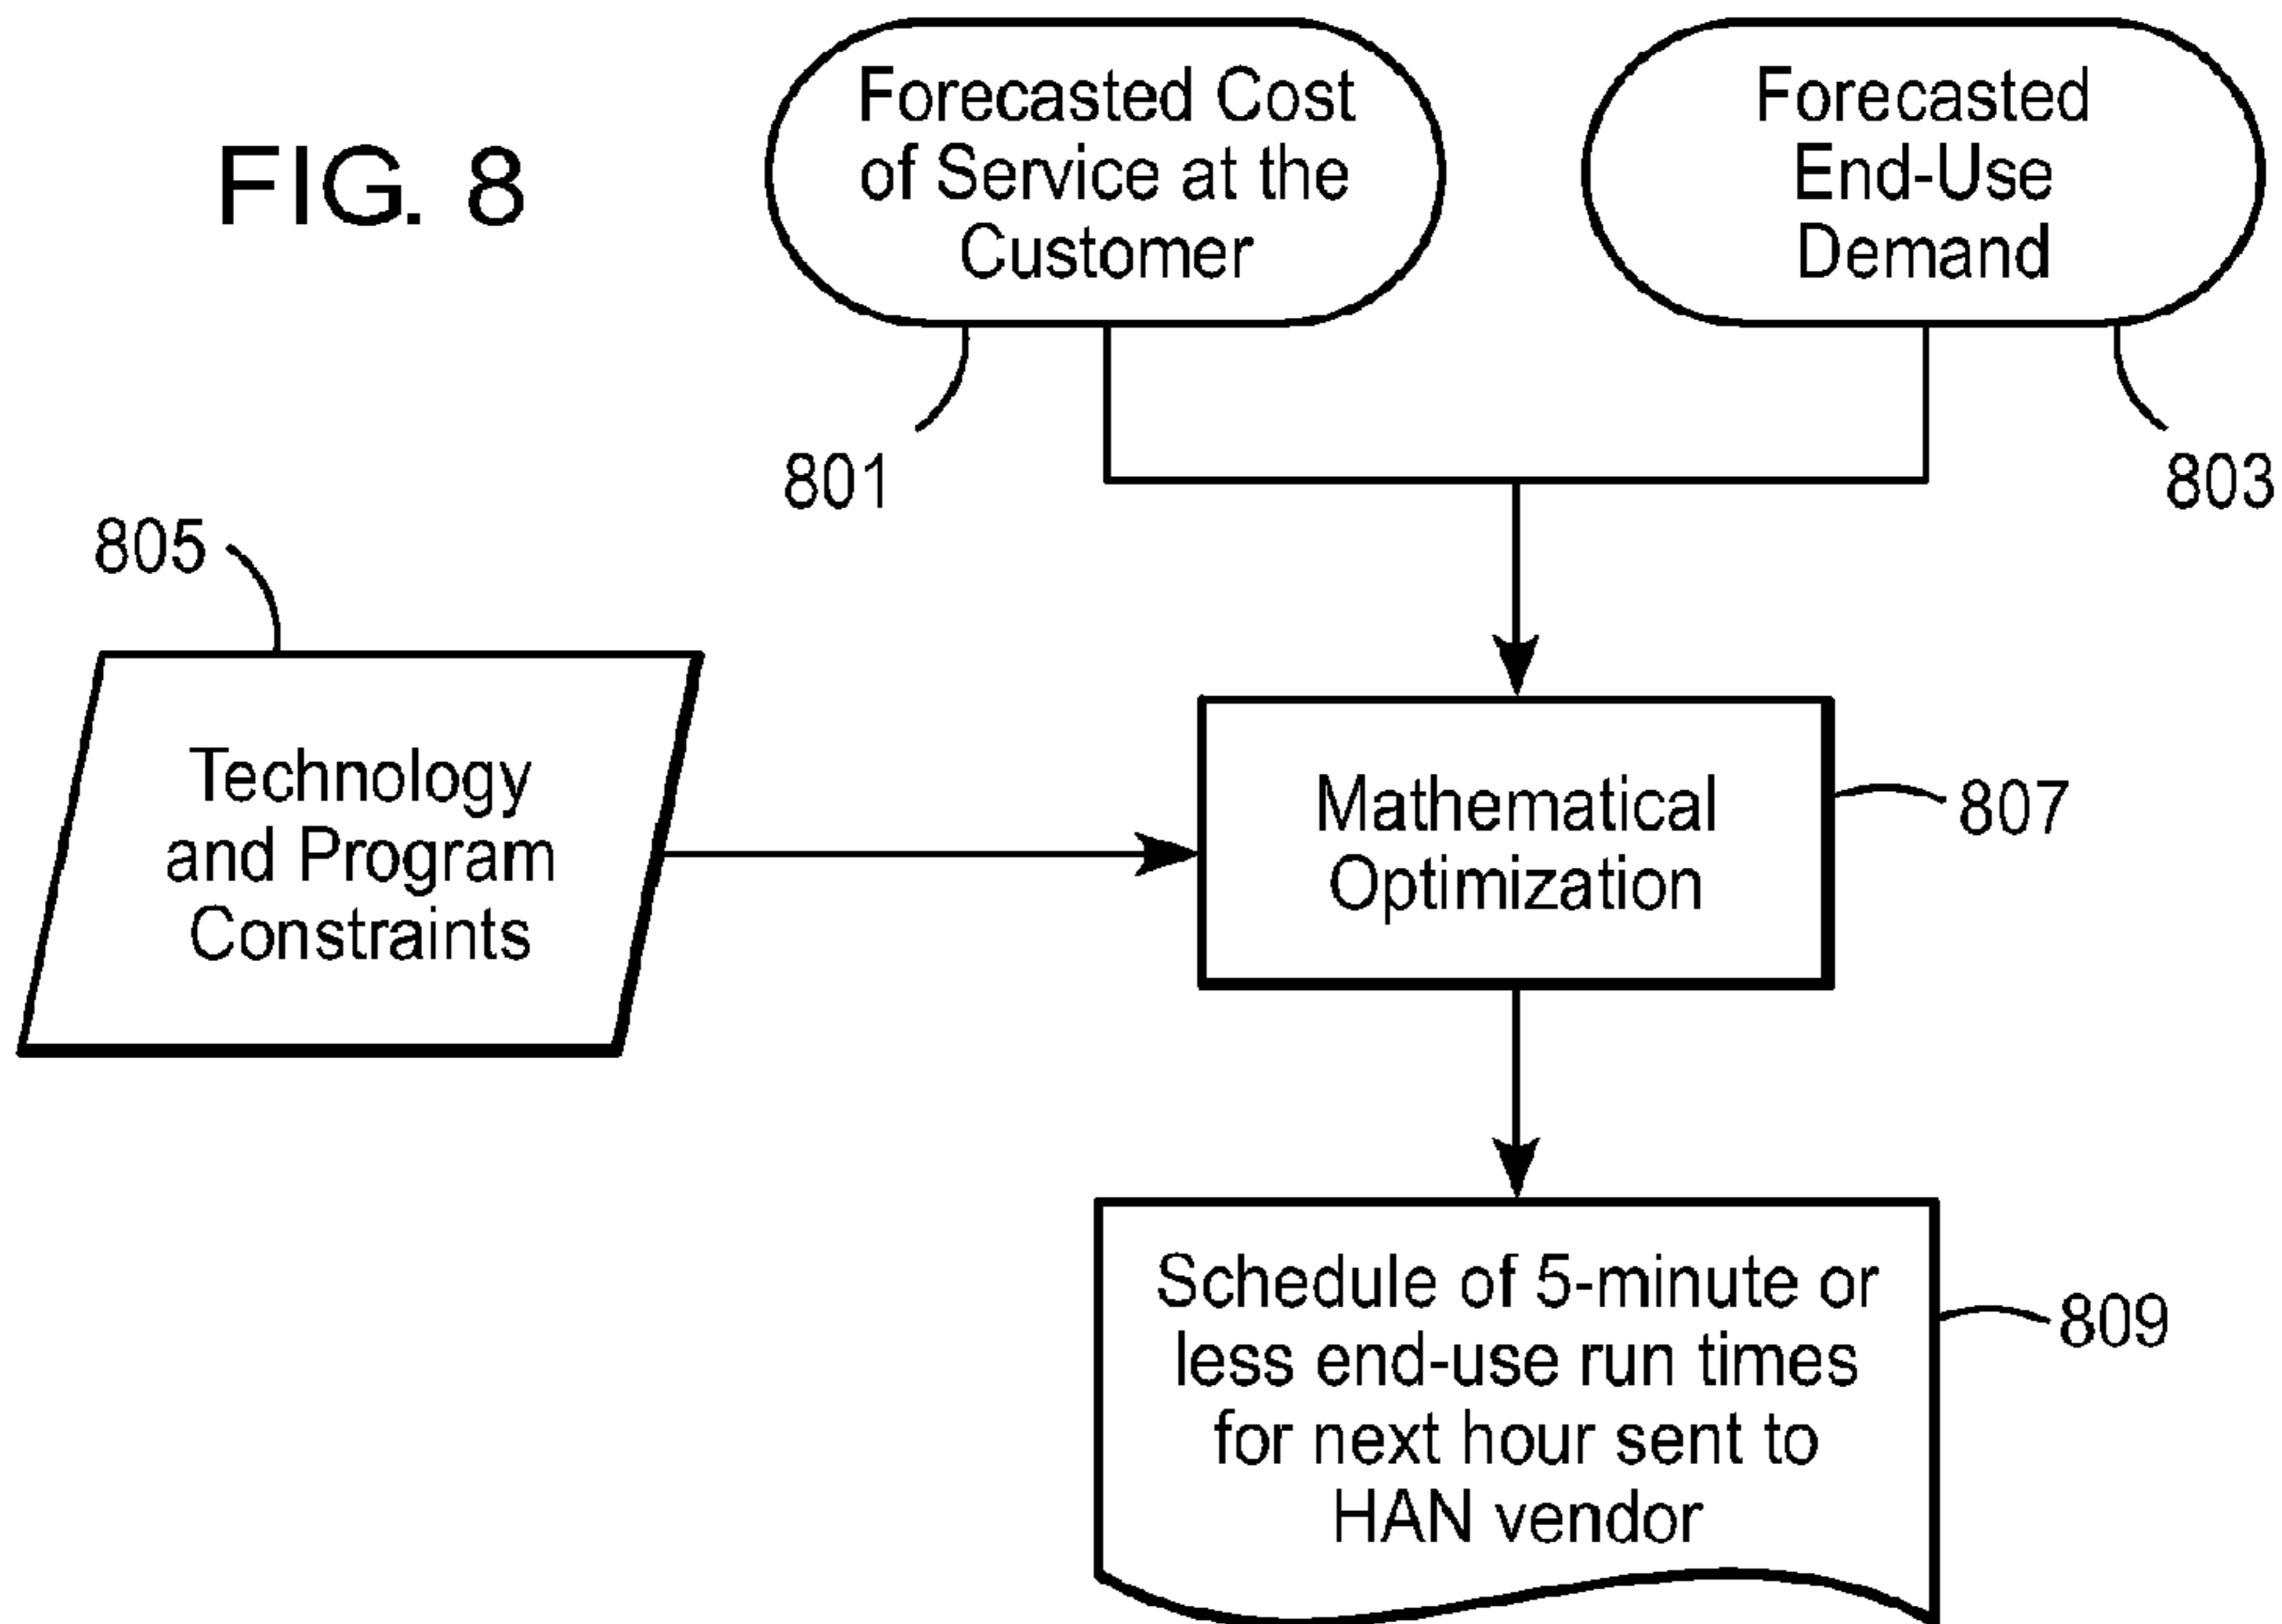 FIG. 8
Forecasted Cost
of Service at the
Customer
Forecasted
End-Use
Demand
801
803
805
Technology
and Program
Constraints
Mathematical
Optimization
807
Schedule of 5-minute or
less end-use run times
for next hour sent to
HAN vendor
809